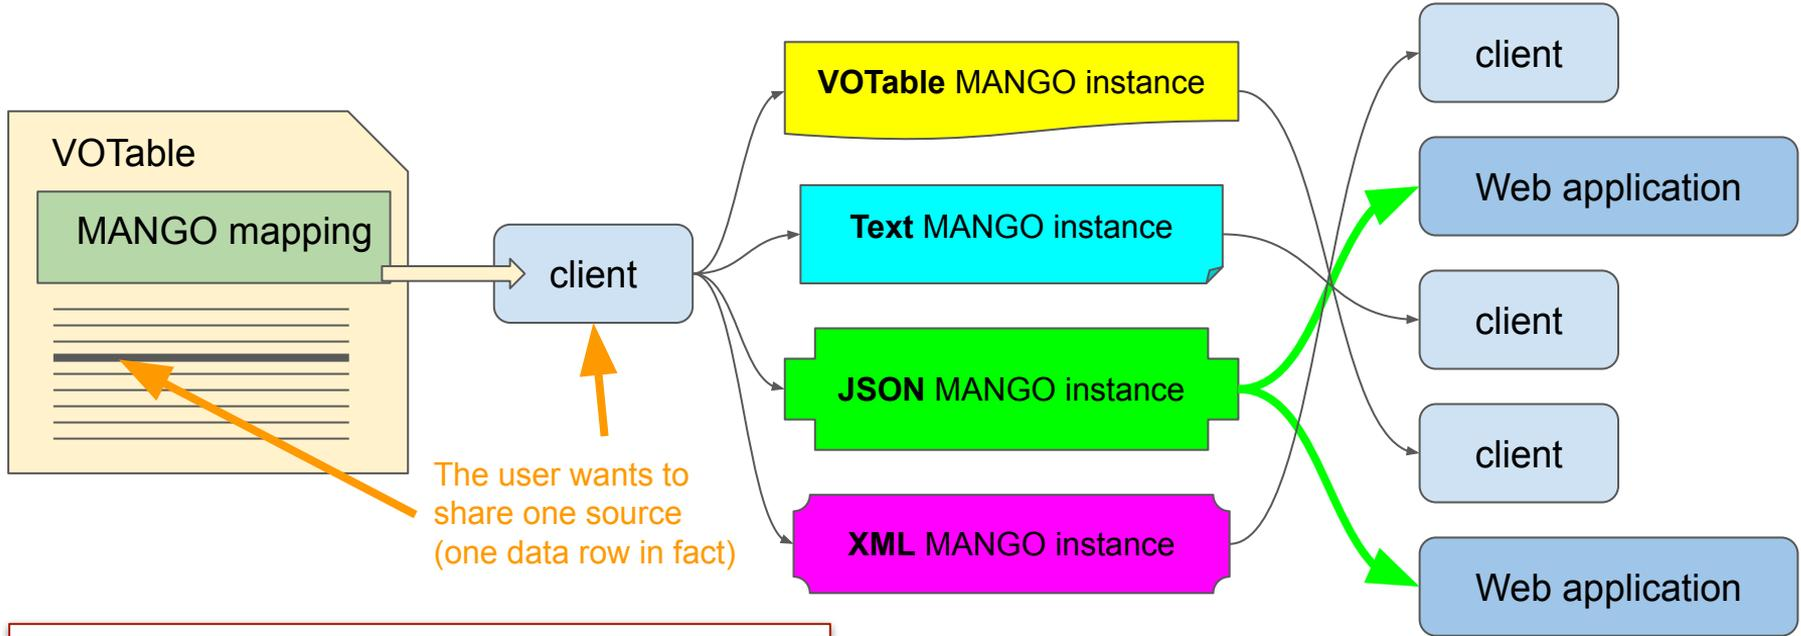 VOTable
MANGO mapping
client
The user wants to
share one source
(one data row in fact)
VOTable MANGO instance
Text MANGO instance
JSON MANGO instance
XML MANGO instance
client
Web application
client
client
Web application